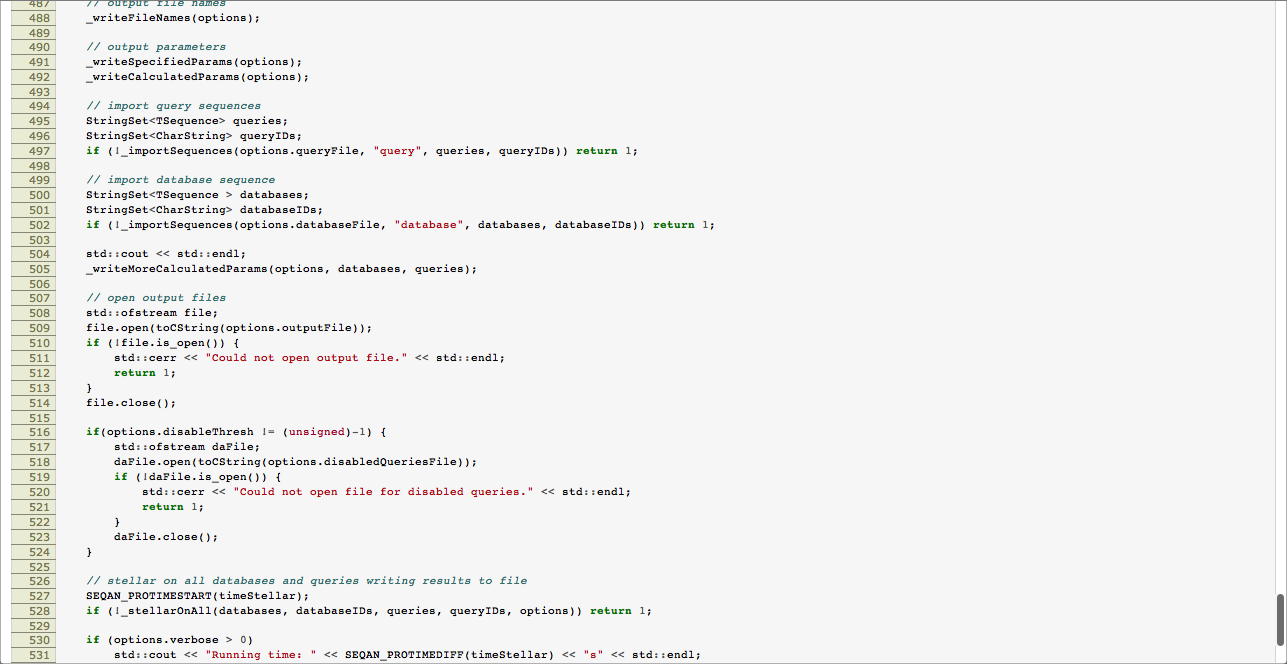 487 // output file names
488 _writeFileNames(options);
489
490 // output parameters
491 _writeSpecifiedParams(options);
492 _writeCalculatedParams(options);
493
494 // import query sequences
495 StringSet<TSequence> queries;
496 StringSet<CharString> queryIDs;
497 if (!_importSequences(options.queryFile, "query", queries, queryIDs)) return 1;
498
499 // import database sequence
500 StringSet<TSequence > databases;
501 StringSet<CharString> databaseIDs;
502 if (!_importSequences(options.databaseFile, "database", databases, databaseIDs)) return 1;
503
504 std::cout << std::endl;
505 _writeMoreCalculatedParams(options, databases, queries);
506
507 // open output files
508 std::ofstream file;
509 file.open(toCString(options.outputFile));
510 if (!file.is_open()) {
511 std::cerr << "Could not open output file." << std::endl;
512 return 1;
513 }
514 file.close();
515
516 if(options.disableThresh != (unsigned)-1) {
517 std::ofstream daFile;
518 daFile.open(toCString(options.disabledQueriesFile));
519 if (!daFile.is_open()) {
520 std::cerr << "Could not open file for disabled queries." << std::endl;
521 return 1;
522 }
523 daFile.close();
524 }
525
526 // stellar on all databases and queries writing results to file
527 SEQAN_PROTIMESTART(timeStellar);
528 if (!_stellarOnAll(databases, databaseIDs, queries, queryIDs, options)) return 1;
529
530 if (options.verbose > 0)
531 std::cout << "Running time: " << SEQAN_PROTIMEDIFF(timeStellar) << "s" << std::endl;